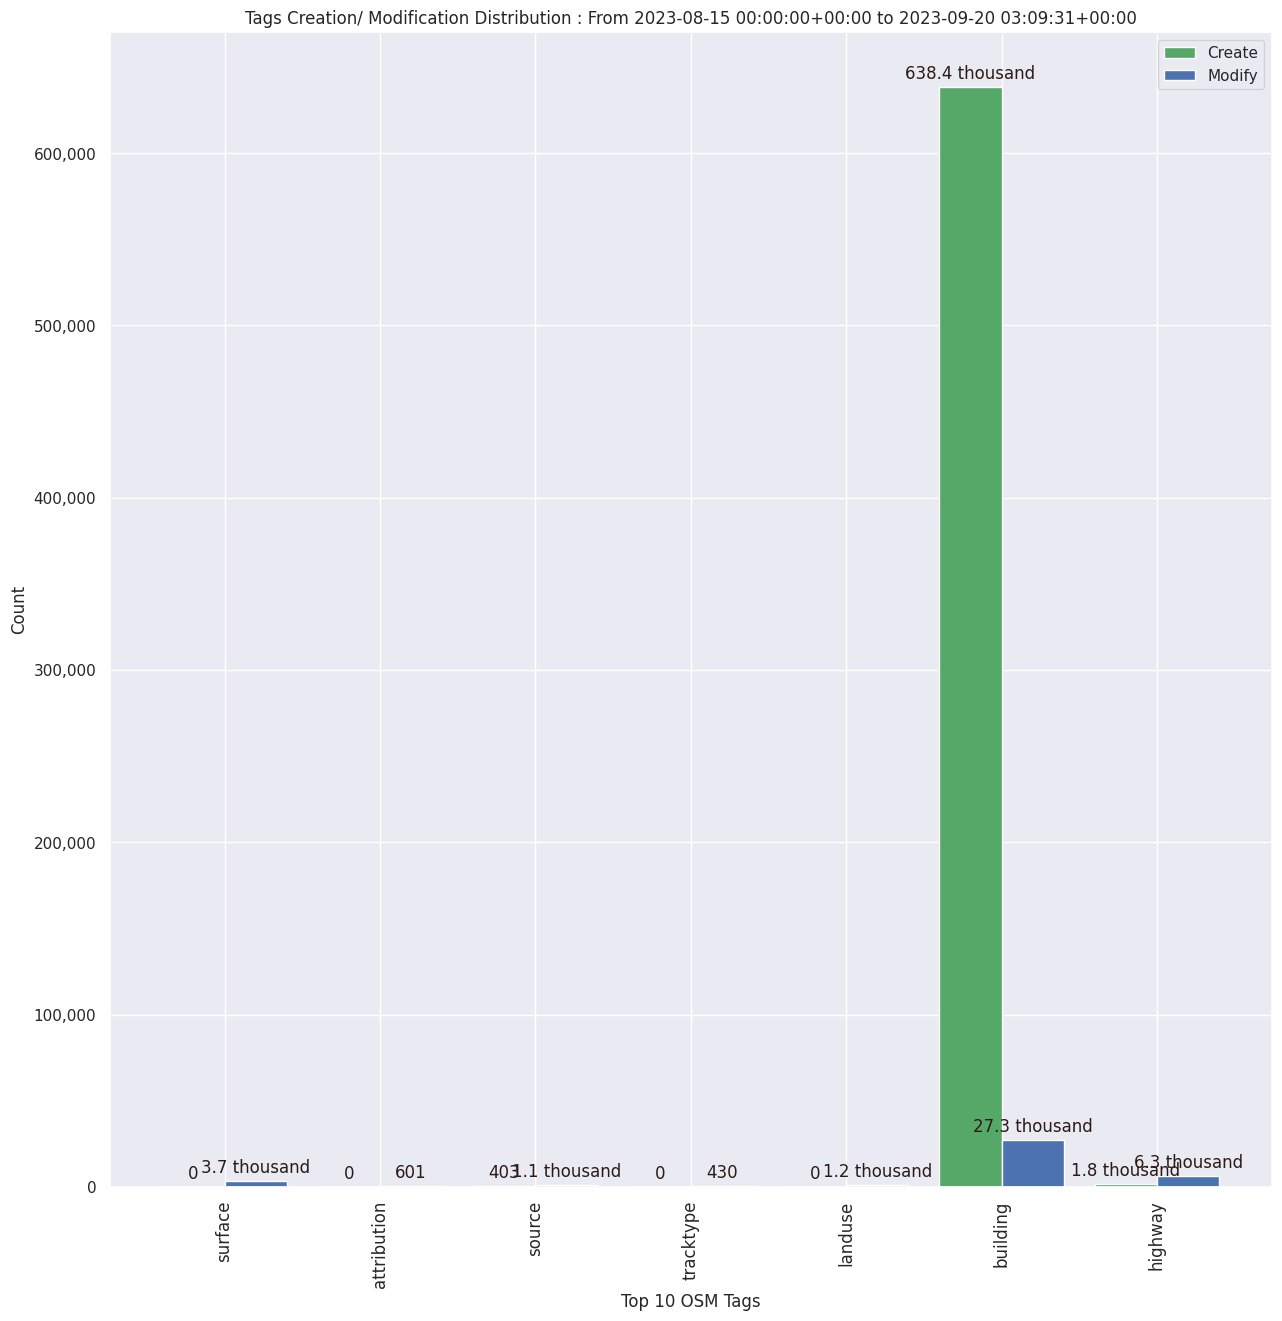 Tags Creation/ Modification Distribution : From 2023-08-15 00:00:00+00:00 to 2023-09-20 03:09:31+00:00
Create
Modify
638.4 thousand
600,000
500,000
400,000
300,000
200,000
100,000
0
Count
0
3.7 thousand
0
601
403
1.1 thousand
0
430
0
1.2 thousand
27.3 thousand
1.8 thousand
6.3 thousand
surface
attribution
source
tracktype
landuse
building
highway
Top 10 OSM Tags